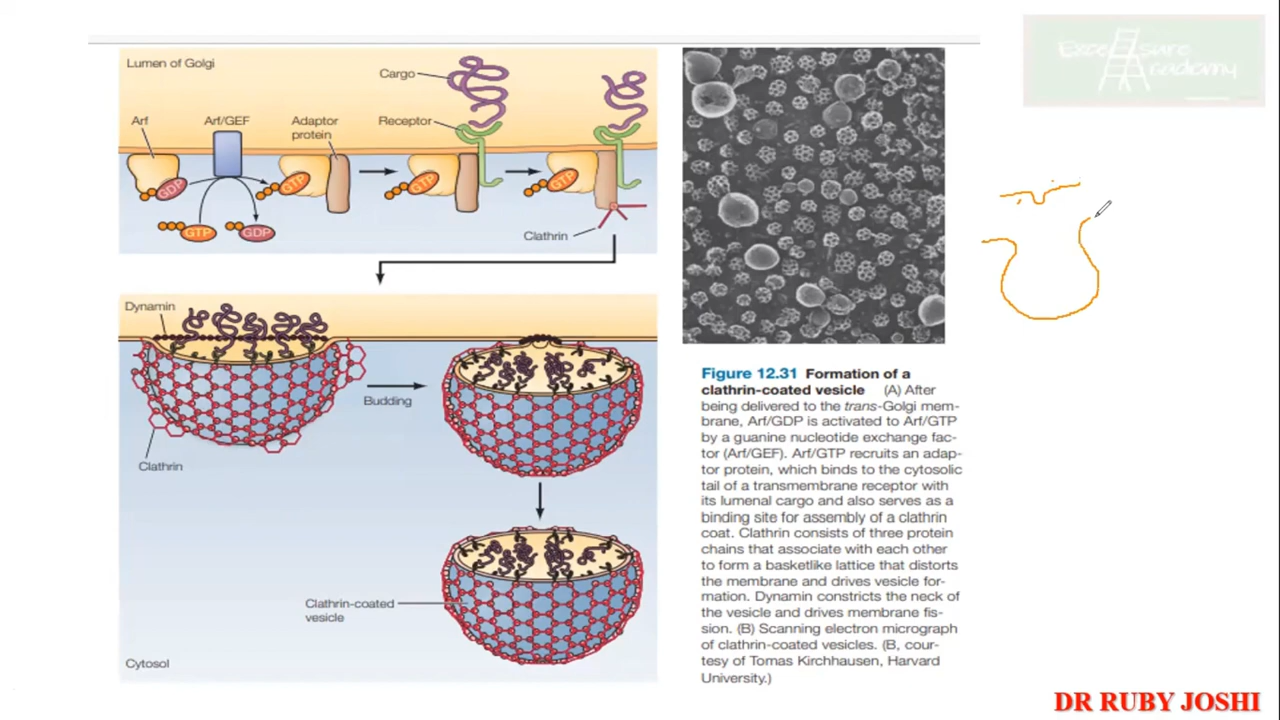 Lumen of Golgi
Cargo
Arf
Arf/GEF
Adaptor
protein
Receptor
GDP
GTP
GTP
GTP
GTP
GDP
Clathrin
Dynamin
Budding
Clathrin
Clathrin-coated
vesicle
Cytosol
Figure 12.31 Formation of a
clathrin-coated vesicle (A) After
being delivered to the trans-Golgi mem-
brane, Arf/GDP is activated to Arf/GTP
by a guanine nucleotide exchange fac-
tor (Arf/GEF). Arf/GTP recruits an adap-
tor protein, which binds to the cytosolic
tail of a transmembrane receptor with
its lumenal cargo and also serves as a
binding site for assembly of a clathrin
coat. Clathrin consists of three protein
chains that associate with each other
to form a basketlike lattice that distorts
the membrane and drives vesicle for-
mation. Dynamin constricts the neck of
the vesicle and drives membrane fis-
sion. (B) Scanning electron micrograph
of clathrin-coated vesicles. (B, cour-
tesy of Tomas Kirchhausen, Harvard
University.)
DR RUBY JOSHI